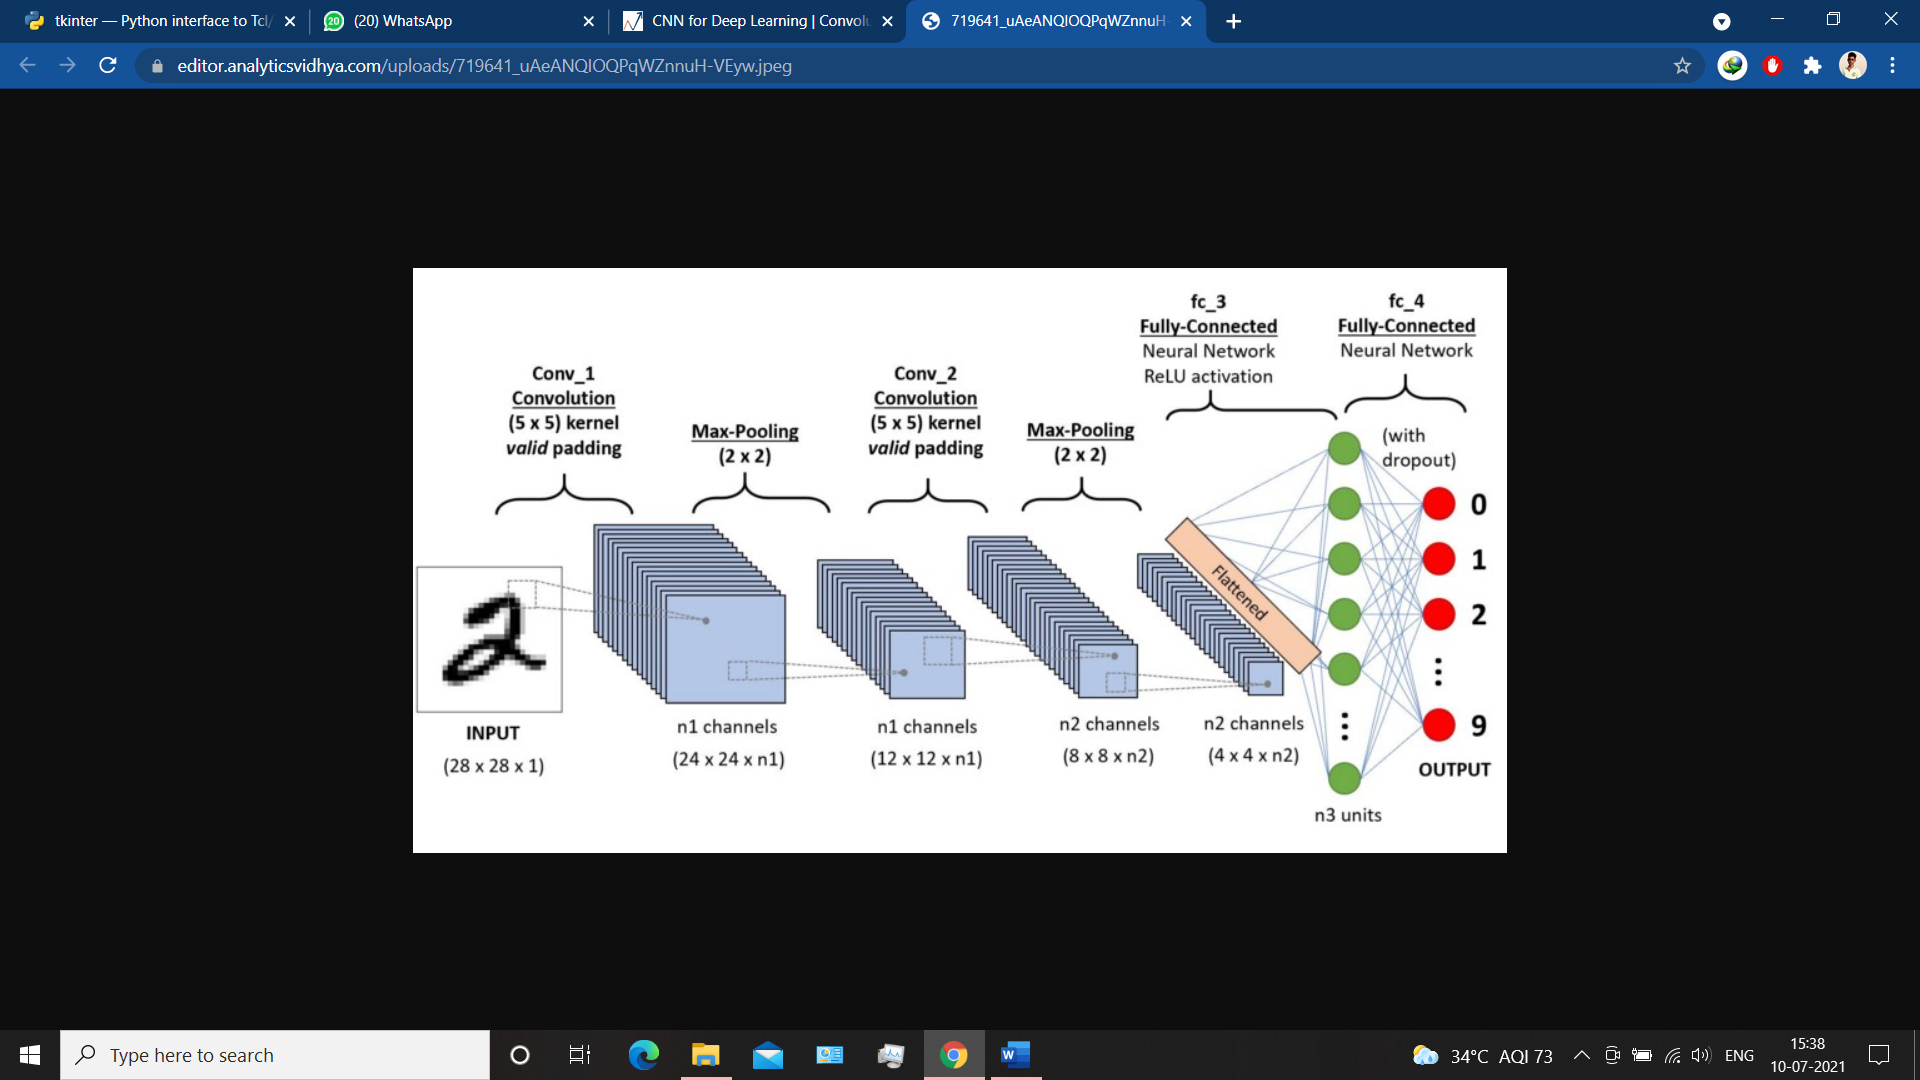 tkinter — Python interface to Tcl/
(20) WhatsApp
CNN for Deep Learning | Convolu
719641_uAeANQIOQPqWZnnuH-
editor.analyticsvidhya.com/uploads/719641_uAeANQIOQPqWZnnuH-VEyw.jpeg
fc_3
Fully-Connected
Neural Network
ReLU activation
fc_4
Fully-Connected
Neural Network
Conv_1
Convolution
(5 x 5) kernel
valid padding
Max-Pooling
(2 x 2)
Conv_2
Convolution
(5 x 5) kernel
valid padding
Max-Pooling
(2 x 2)
(with
dropout)
Flattened
0
1
2
9
INPUT
(28 x 28 x 1)
n1 channels
(24 x 24 x n1)
n1 channels
(12 x 12 x n1)
n2 channels
(8 x 8 x n2)
n2 channels
(4 x 4 x n2)
OUTPUT
n3 units
Type here to search
34°C AQI 73
ENG
15:38
10-07-2021